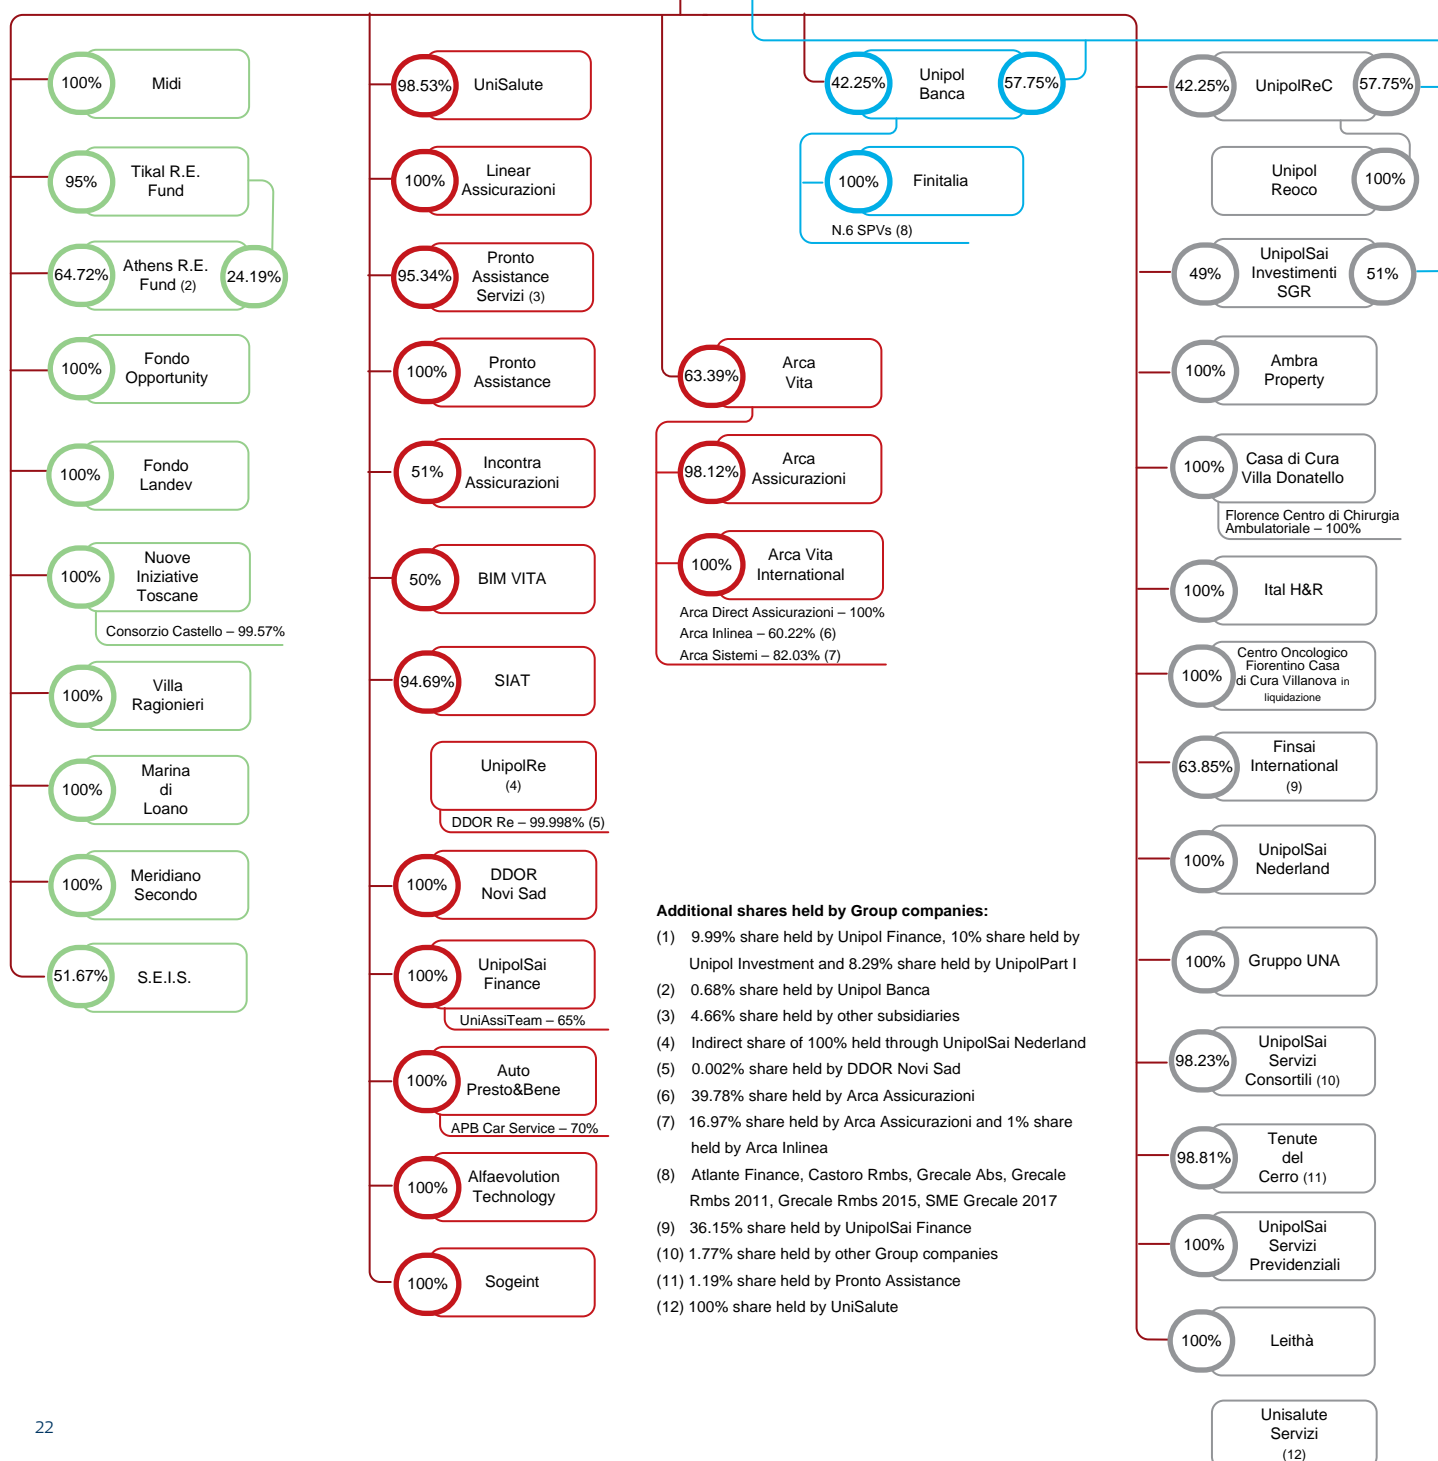 100%
Midi
95%
Tikal R.E.
Fund
64.72%
Athens R.E.
Fund (2)
24.19%
100%
Fondo
Opportunity
100%
Fondo
Landev
100%
Nuove
Iniziative
Toscane
Consorzio Castello – 99.57%
100%
Villa
Ragionieri
100%
Marina
di
Loano
100%
Meridiano
Secondo
51.67%
S.E.I.S.
98.53%
UniSalute
100%
Linear
Assicurazioni
95.34%
Pronto
Assistance
Servizi (3)
100%
Pronto
Assistance
51%
Incontra
Assicurazioni
50%
BIM VITA
94.69%
SIAT
UnipolRe
(4)
DDOR Re – 99.998% (5)
100%
DDOR
Novi Sad
100%
UnipolSai
Finance
UniAssiTeam – 65%
100%
Auto
Presto&Bene
APB Car Service – 70%
100%
Alfaevolution
Technology
100%
Sogeint
63.39%
Arca
Vita
98.12%
Arca
Assicurazioni
100%
Arca Vita
International
Arca Direct Assicurazioni – 100%
Arca Inlinea – 60.22% (6)
Arca Sistemi – 82.03% (7)
42.25%
Unipol
Banca
57.75%
100%
Finitalia
N.6 SPVs (8)
Additional shares held by Group companies:
(1) 9.99% share held by Unipol Finance, 10% share held by
Unipol Investment and 8.29% share held by UnipolPart I
(2) 0.68% share held by Unipol Banca
(3) 4.66% share held by other subsidiaries
(4) Indirect share of 100% held through UnipolSai Nederland
(5) 0.002% share held by DDOR Novi Sad
(6) 39.78% share held by Arca Assicurazioni
(7) 16.97% share held by Arca Assicurazioni and 1% share
held by Arca Inlinea
(8) Atlante Finance, Castoro Rmbs, Grecale Abs, Grecale
Rmbs 2011, Grecale Rmbs 2015, SME Grecale 2017
(9) 36.15% share held by UnipolSai Finance
(10) 1.77% share held by other Group companies
(11) 1.19% share held by Pronto Assistance
(12) 100% share held by UniSalute
42.25%
UnipolReC
57.75%
Unipol
Reoco
100%
49%
UnipolSai
Investimenti
SGR
51%
100%
Ambra
Property
100%
Casa di Cura
Villa Donatello
Florence Centro di Chirurgia
Ambulatoriale – 100%
100%
Ital H&R
100%
Centro Oncologico
Fiorentino Casa
di Cura Villanova in
liquidazione
63.85%
Finsai
International
(9)
100%
UnipolSai
Nederland
100%
Gruppo UNA
98.23%
UnipolSai
Servizi
Consortili (10)
98.81%
Tenute
del
Cerro (11)
100%
UnipolSai
Servizi
Previdenziali
100%
Leithà
Unisalute
Servizi
(12)
22